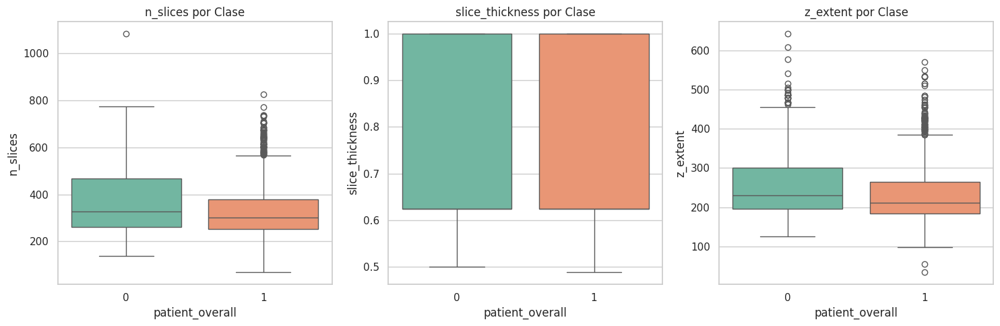 n_slices por Clase
n_slices
1000
800
600
400
200
0
1
patient_overall
slice_thickness por Clase
slice_thickness
1.0
0.9
0.8
0.7
0.6
0.5
0
1
patient_overall
z_extent por Clase
z_extent
600
500
400
300
200
100
0
1
patient_overall